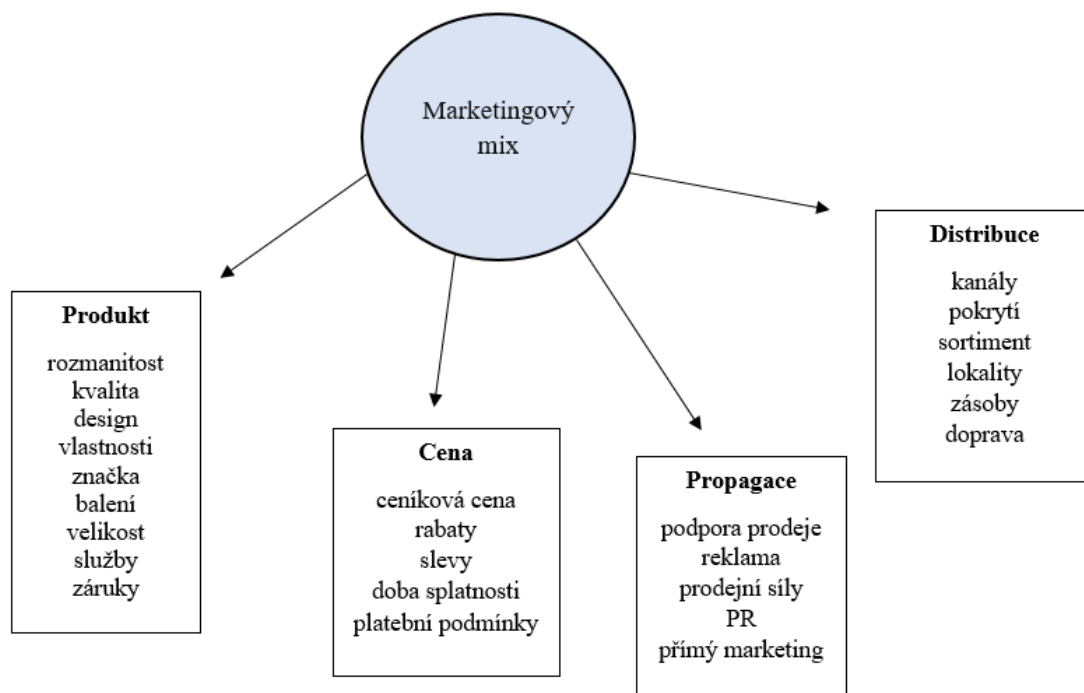 Marketingový
mix
Produkt
rozmanitost
kvalita
design
vlastnosti
značka
balení
velikost
služby
záruky
Cena
ceníková cena
rabaty
slevy
doba splatnosti
platební podmínky
Propagace
podpora prodeje
reklama
prodejní síly
PR
přímý marketing
Distribuce
kanály
pokrytí
sortiment
lokality
zásoby
doprava